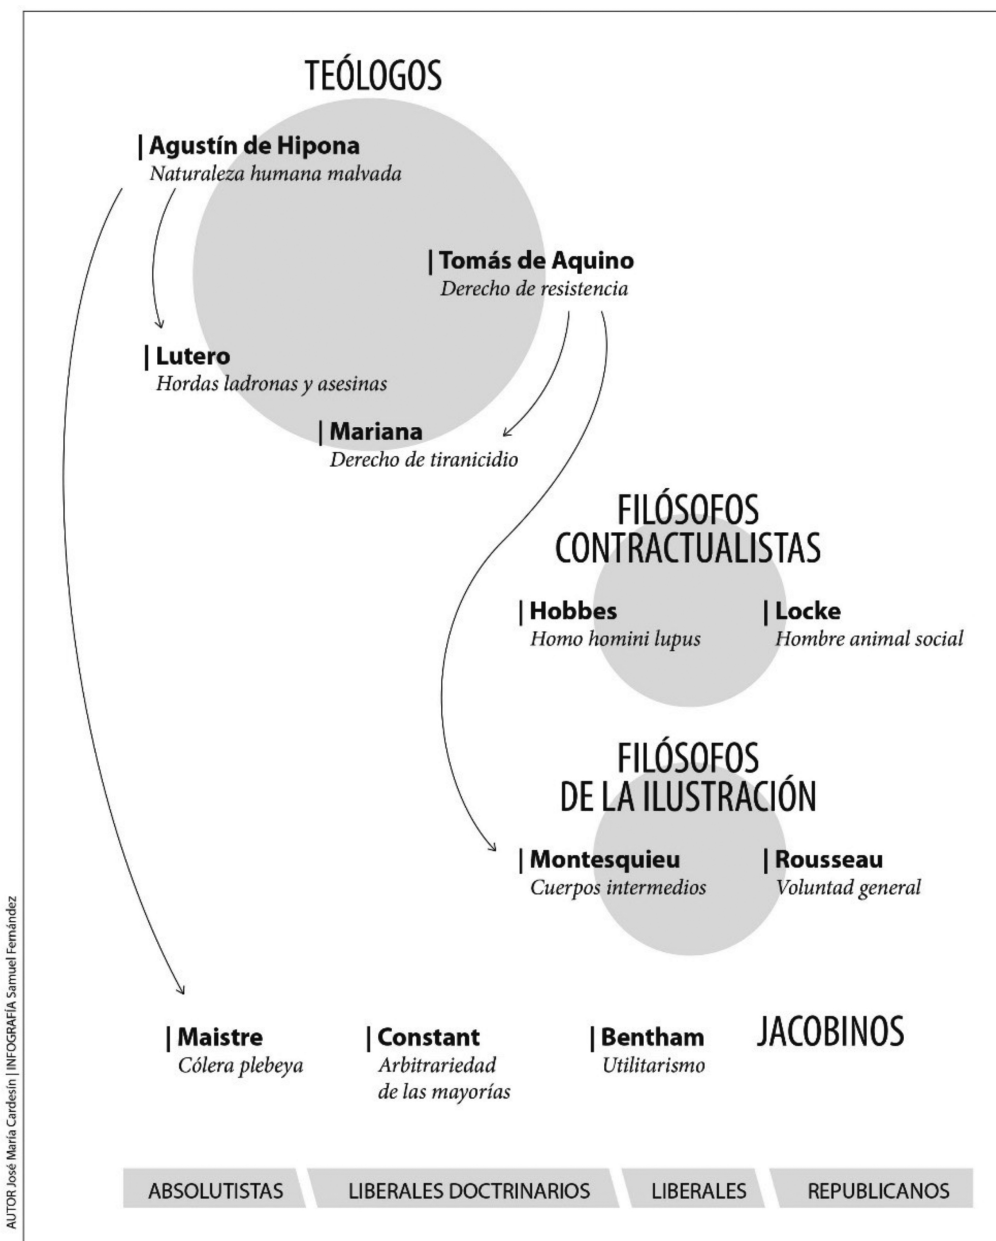 TEÓLOGOS
| Agustín de Hipona
Naturaleza humana malvada
| Tomás de Aquino
Derecho de resistencia
| Lutero
Hordas ladronas y asesinas
| Mariana
Derecho de tiranicidio
FILÓSOFOS
CONTRACTUALISTAS
| Hobbes
Homo homini lupus
| Locke
Hombre animal social
FILÓSOFOS
DE LA ILUSTRACIÓN
| Montesquieu
Cuerpos intermedios
| Rousseau
Voluntad general
| Maistre
Cólera plebeya
| Constant
Arbitrariedad
de las mayorías
| Bentham
Utilitarismo
JACOBINOS
ABSOLUTISTAS
LIBERALES DOCTRINARIOS
LIBERALES
REPUBLICANOS
AUTOR José María Cardesín | INFOGRAFÍA Samuel Fernández